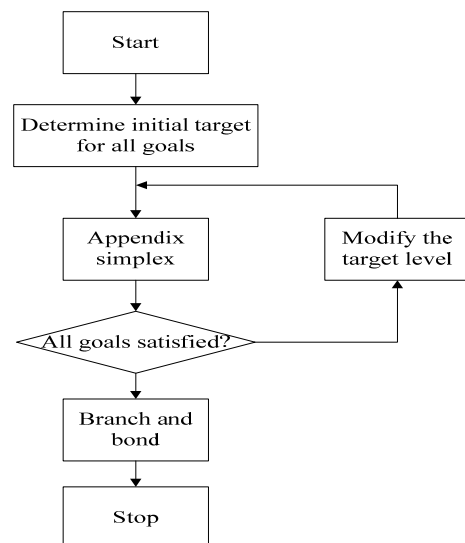 Start
Determine initial target
for all goals
Appendix
simplex
Modify the
target level
All goals satisfied?
Branch and
bond
Stop